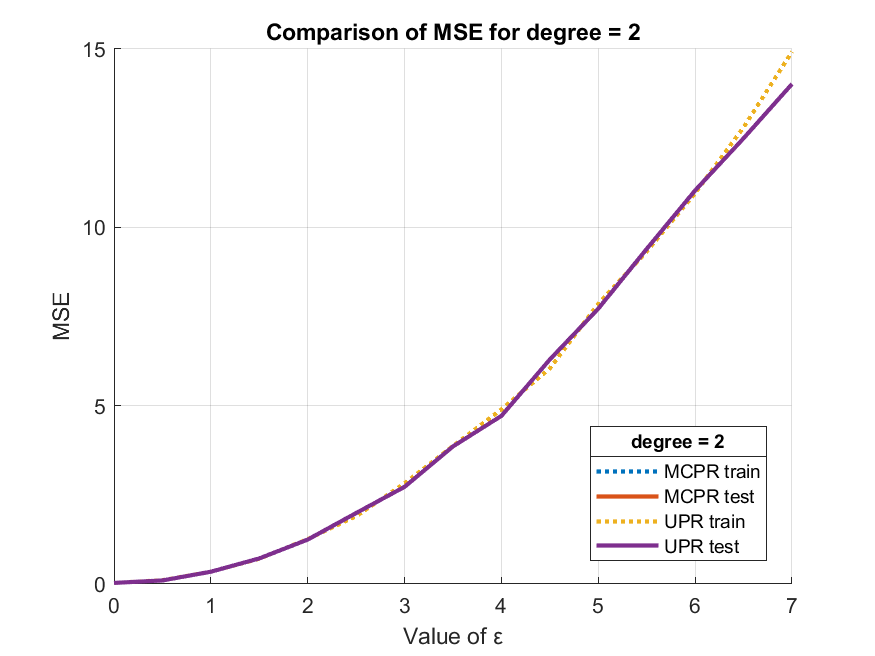 Comparison of MSE for degree = 2
15
10
5
0
MSE
0 1 2 3 4 5 6 7
Value of ε
degree = 2
MCPR train
MCPR test
UPR train
UPR test